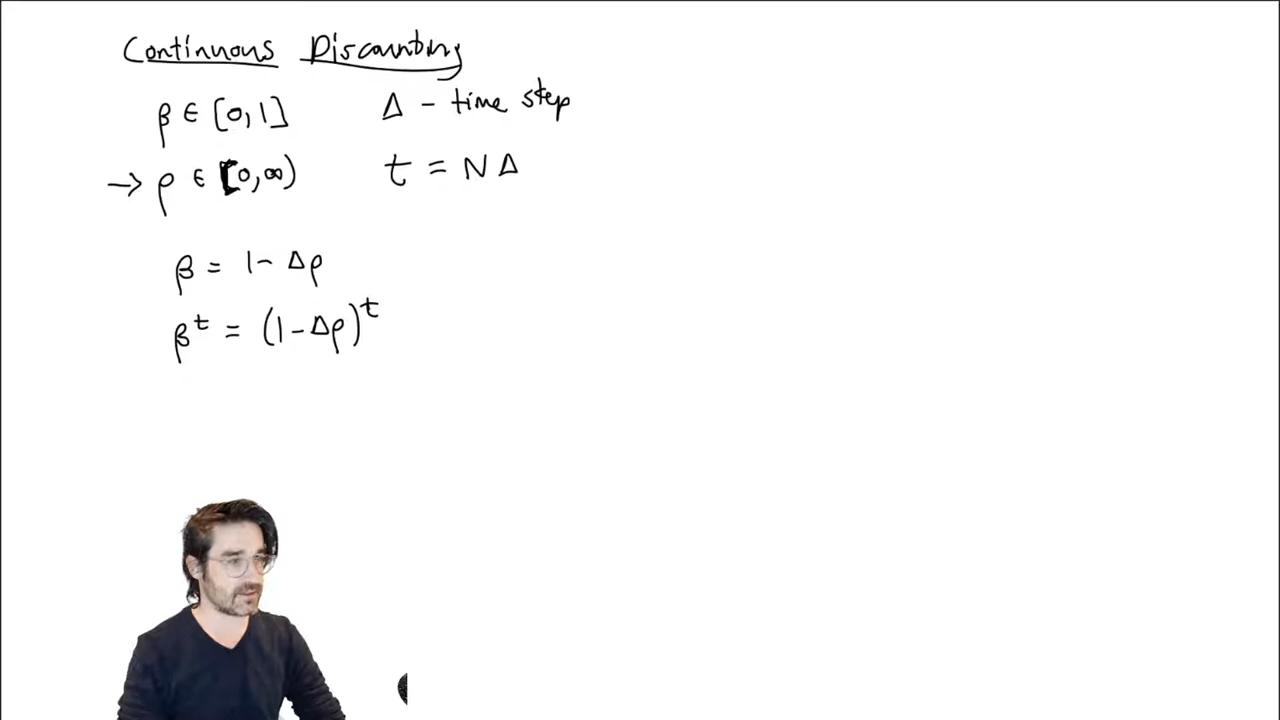 Continuous Discounting
β ∈ [0,1]
Δ - time step
→ ρ ∈ [0,∞)
t = NΔ
β = 1 - Δρ
β^t = (1 - Δρ)^t